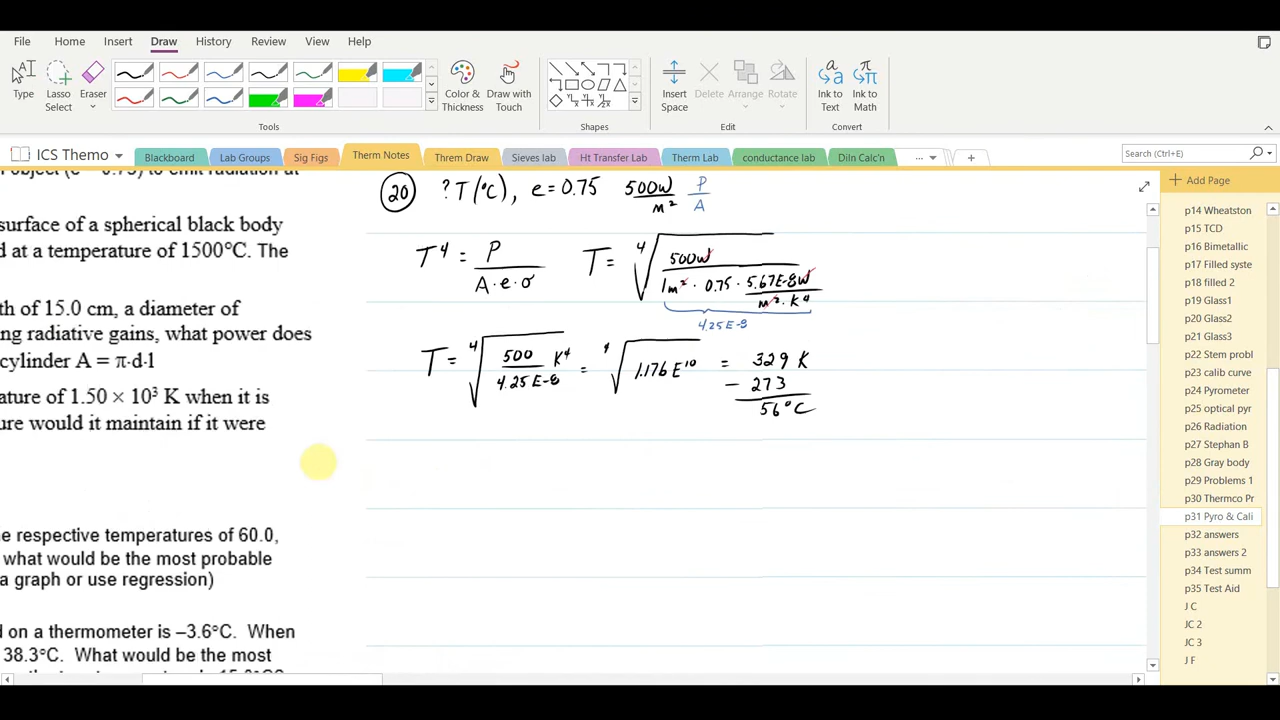 File Home Insert Draw History Review View Help
Type Lasso Select Eraser Color & Thickness Draw with Touch Insert Space Delete Arrange Rotate Ink to Text Ink to Math
Tools Shapes Edit Convert
ICS Themo Blackboard Lab Groups Sig Figs Therm Notes Threm Draw Sieves lab Ht Transfer Lab Therm Lab conductance lab Diln Calc'n ... + Search (Ctrl+E)
surface of a spherical black body
d at a temperature of 1500°C. The
th of 15.0 cm, a diameter of
ng radiative gains, what power does
cylinder A = π·d·l
ature of 1.50 × 10³ K when it is
ure would it maintain if it were
e respective temperatures of 60.0,
what would be the most probable
a graph or use regression)
d on a thermometer is –3.6°C. When
38.3°C. What would be the most
20 ? T (°C), e = 0.75 500w/m² P/A
T⁴ = P/(A·e·σ) T = ⁴√(500w/(1m² · 0.75 · 5.67E-8w/(m²·K⁴)))
4.25E-8
T = ⁴√(500/4.25E-8 K⁴) = ⁴√(1.176E10) = 329 K
– 273
56°C
Add Page
p14 Wheatston
p15 TCD
p16 Bimetallic
p17 Filled syste
p18 filled 2
p19 Glass1
p20 Glass2
p21 Glass3
p22 Stem probl
p23 calib curve
p24 Pyrometer
p25 optical pyr
p26 Radiation
p27 Stephan B
p28 Gray body
p29 Problems 1
p30 Thermco Pr
p31 Pyro & Cali
p32 answers
p33 answers 2
p34 Test summ
p35 Test Aid
J C
JC 2
JC 3
J F